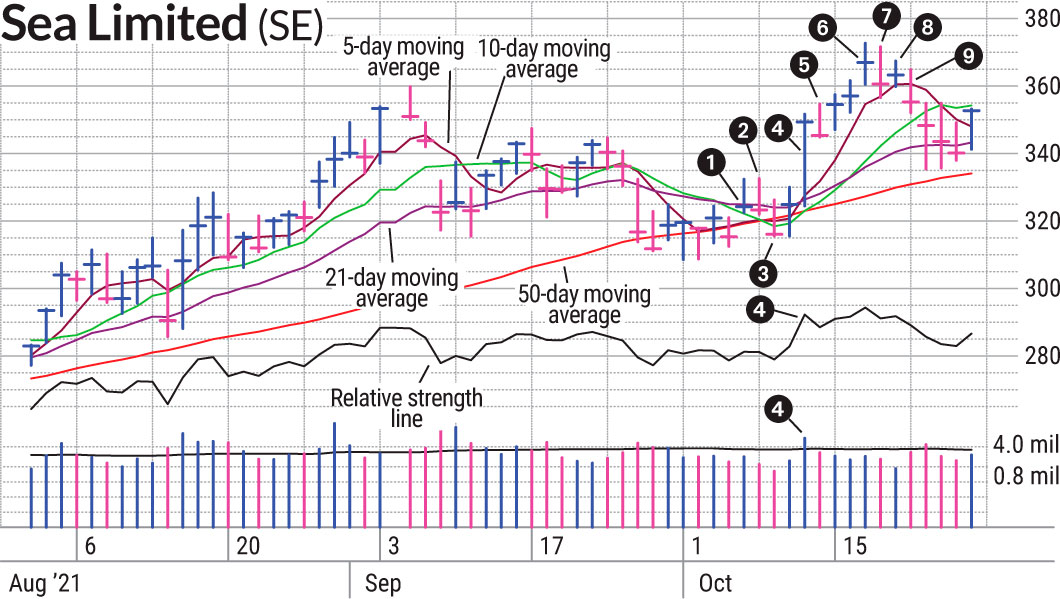 Sea Limited (SE)
5-day moving
average
10-day moving
average
21-day moving
average
50-day moving
average
Relative strength
line
1
2
3
4
5
6
7
8
9
4
4
380
360
340
320
300
280
4.0 mil
0.8 mil
6
20
3
17
1
15
Aug ’21
Sep
Oct